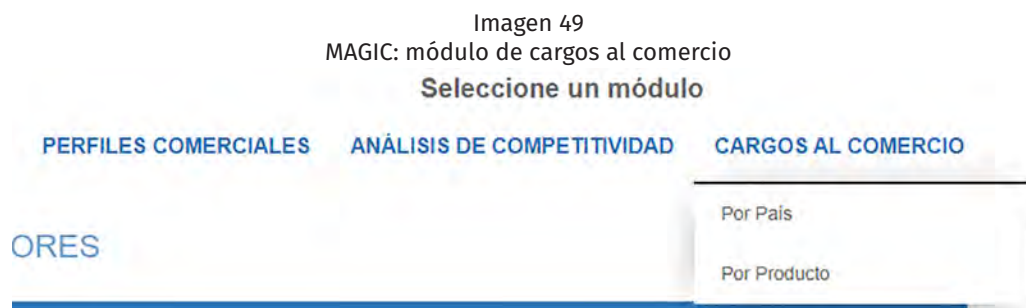 Imagen 49
MAGIC: módulo de cargos al comercio
Seleccione un módulo
PERFILES COMERCIALES ANÁLISIS DE COMPETITIVIDAD CARGOS AL COMERCIO
Por País
ORES
Por Producto